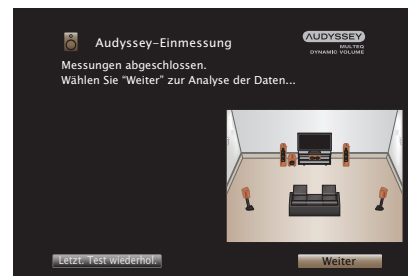 Audyssey-Einmessung
AUDYSSEY
MULTEQ
DYNAMIC VOLUME
Messungen abgeschlossen.
Wählen Sie “Weiter” zur Analyse der Daten...
Letzt. Test wiederhol.
Weiter